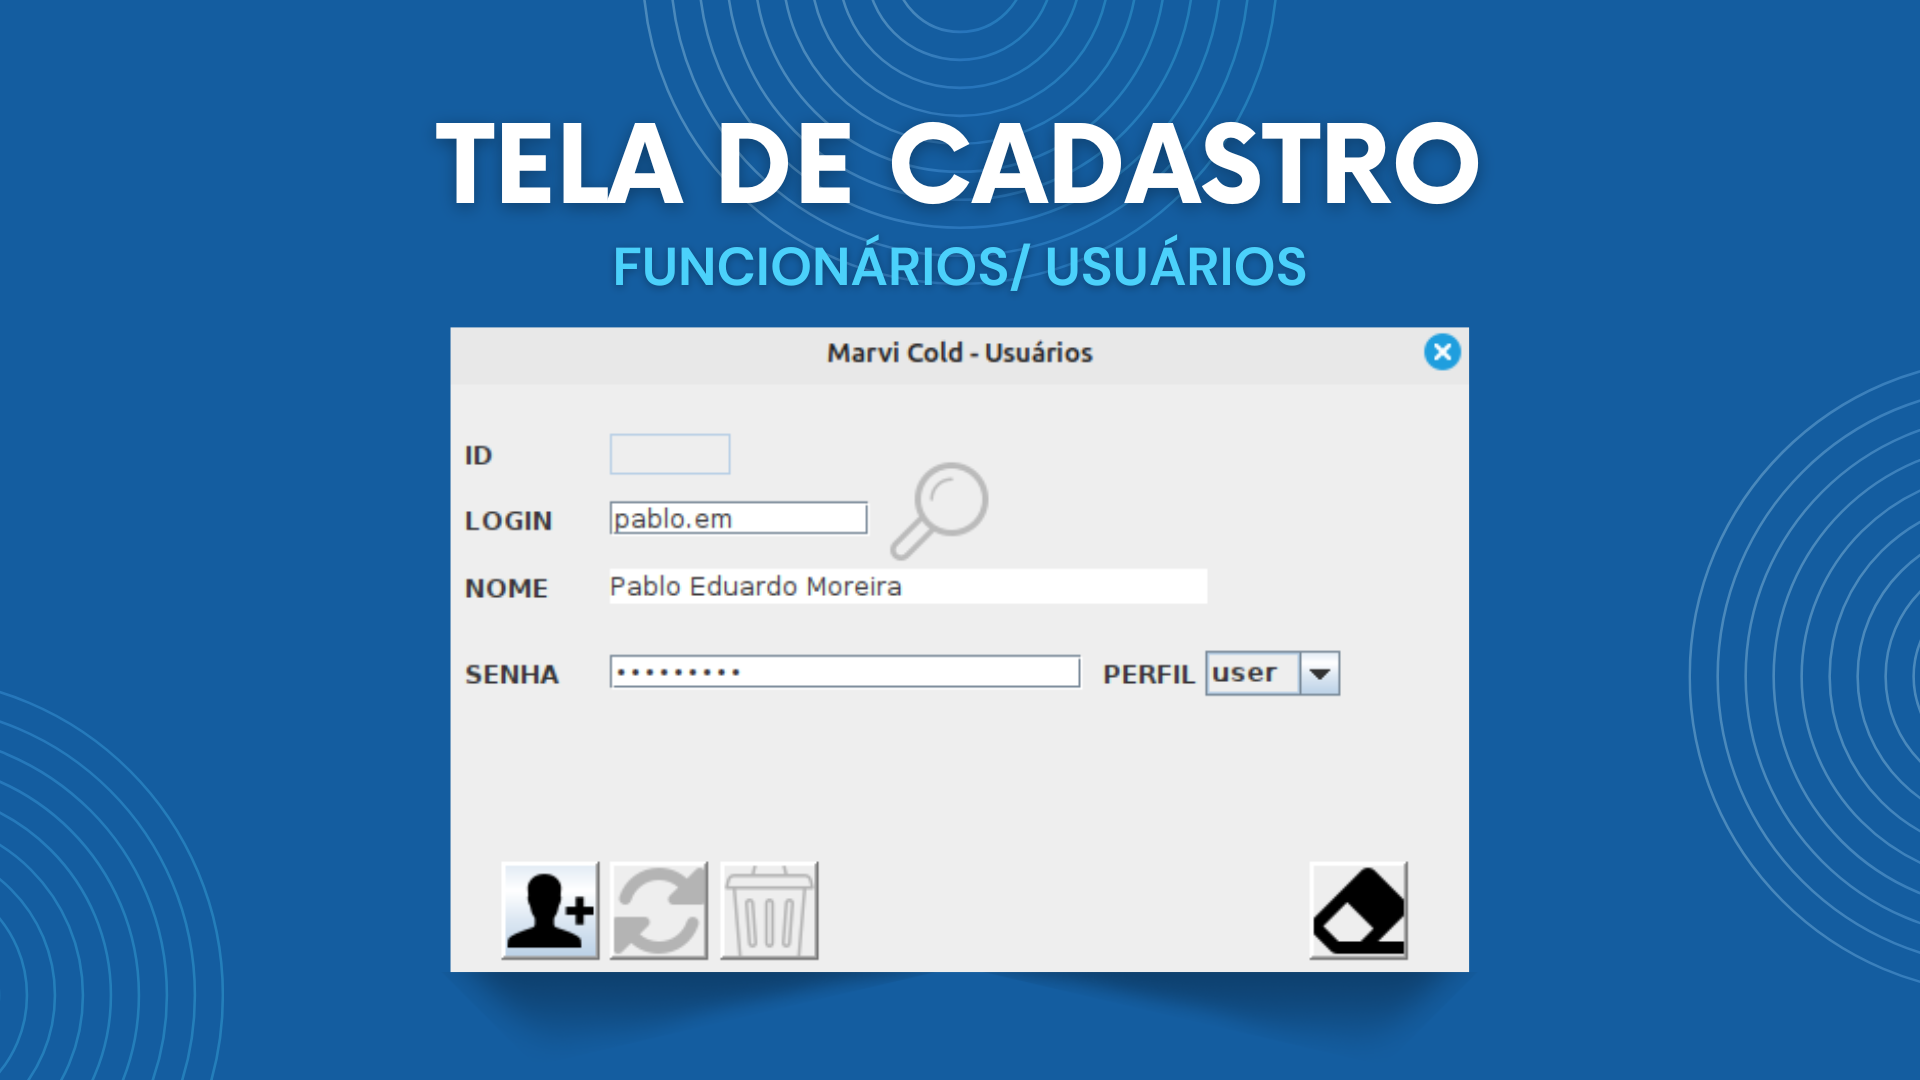 TELA DE CADASTRO
FUNCIONÁRIOS/ USUÁRIOS
Marvi Cold - Usuários
ID
LOGIN pablo.em
NOME Pablo Eduardo Moreira
SENHA ••••••••• PERFIL user